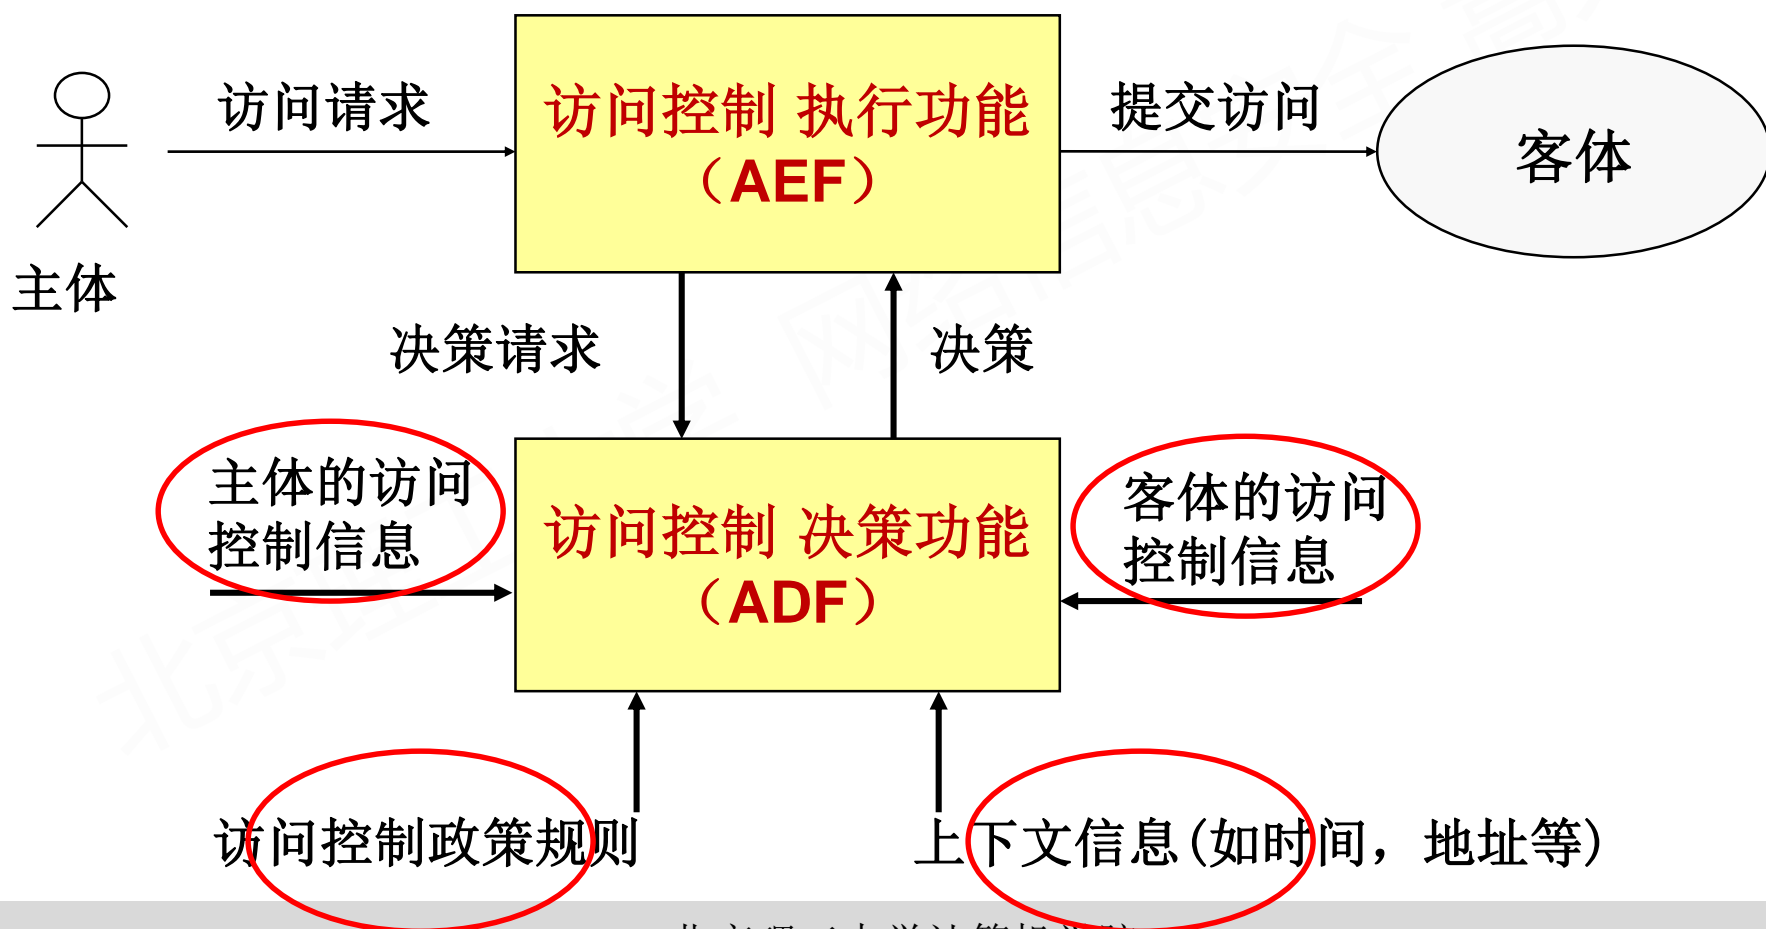 访问请求
访问控制 执行功能
（AEF）
提交访问
客体
主体
决策请求
决策
主体的访问
控制信息
访问控制 决策功能
（ADF）
客体的访问
控制信息
访问控制政策规则
上下文信息(如时间，地址等)